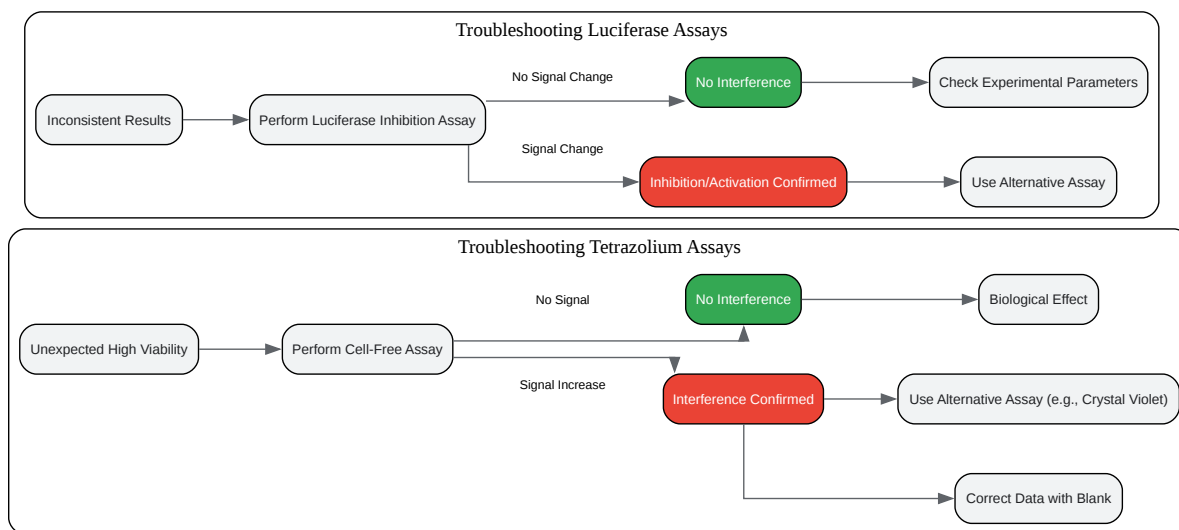 Troubleshooting Luciferase Assays
No Signal Change
No Interference
Check Experimental Parameters
Inconsistent Results
Perform Luciferase Inhibition Assay
Signal Change
Inhibition/Activation Confirmed
Use Alternative Assay
Troubleshooting Tetrazolium Assays
No Signal
No Interference
Biological Effect
Unexpected High Viability
Perform Cell-Free Assay
Signal Increase
Interference Confirmed
Use Alternative Assay (e.g., Crystal Violet)
Correct Data with Blank